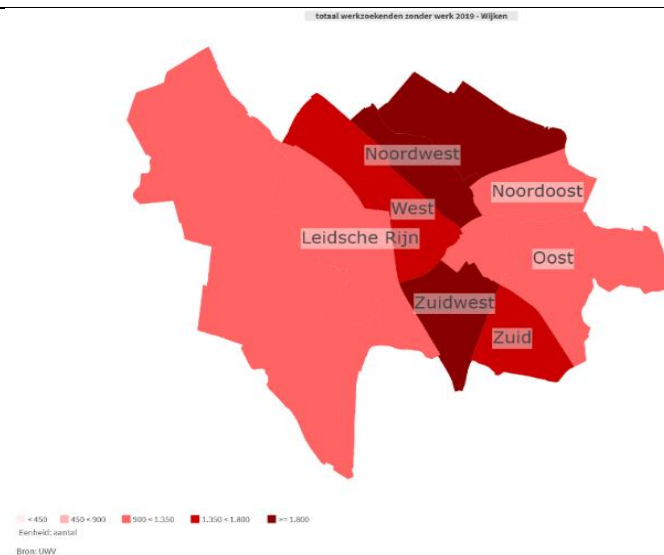 totaal werkzoekenden zonder werk 2019 - Wijken
Noordwest
Noordoost
West
Leidsche Rijn
Oost
Zuidwest
Zuid
< 450 450 < 900 900 < 1.350 1.350 < 1.800 >= 1.800
Eenheid: aantal
Bron: UWV